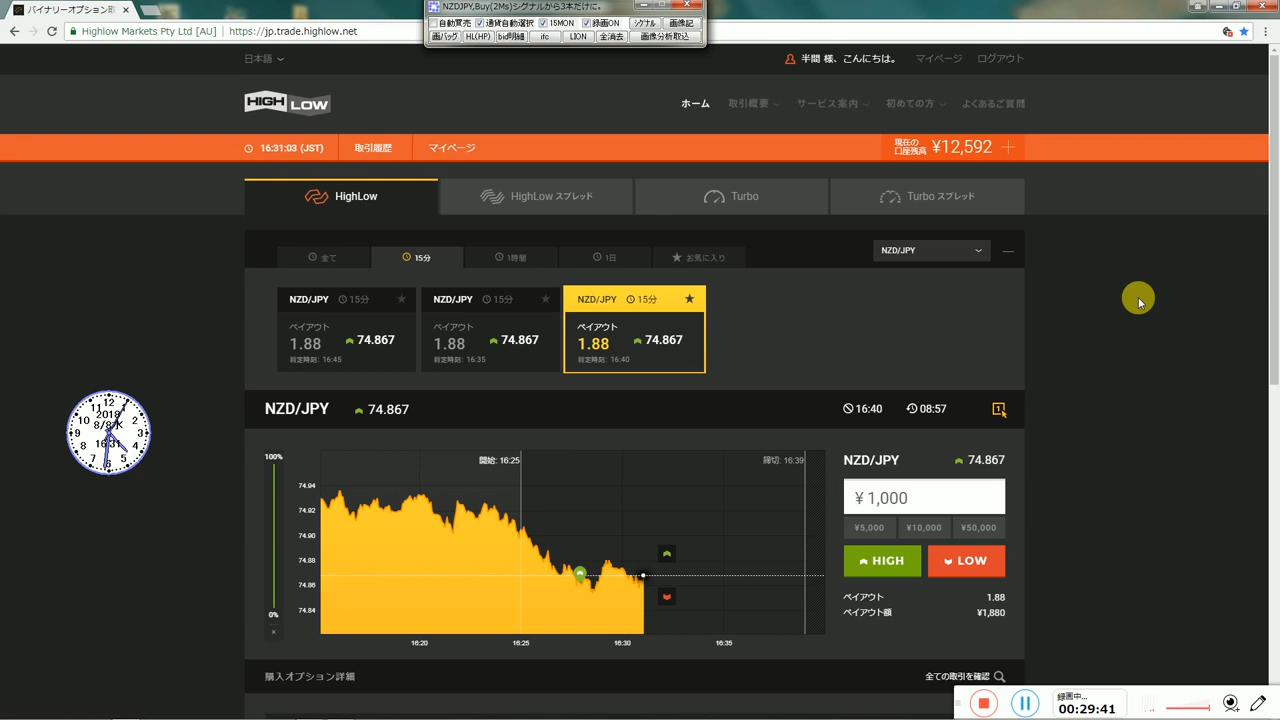 バイナリーオプション取
NZDJPY,Buy(2Ms)シグナルから3本だけに。
自動売買 通貨自動選択 15MON 録画ON シグナル 画像記
画バッグ HL(HP) bid明細 ifc LION 全消去 画像分析取込
Highlow Markets Pty Ltd [AU] https://jp.trade.highlow.net
日本語 半間 様、こんにちは。 マイページ ログアウト
HIGH LOW
ホーム 取引概要 サービス案内 初めての方 よくあるご質問
16:31:03 (JST) 取引履歴 マイページ 現在の口座残高 ¥12,592
HighLow HighLow スプレッド Turbo Turbo スプレッド
全て 15分 1時間 1日 お気に入り NZD/JPY
NZD/JPY 15分 NZD/JPY 15分 NZD/JPY 15分
ペイアウト ペイアウト ペイアウト
1.88 74.867 1.88 74.867 1.88 74.867
判定時刻: 16:45 判定時刻: 16:35 判定時刻: 16:40
NZD/JPY 74.867 16:40 08:57
100% 開始: 16:25 締切: 16:39
74.94
74.92
74.90
74.88
74.86
74.84
0%
16:20 16:25 16:30 16:35
NZD/JPY 74.867
¥ 1,000
¥5,000 ¥10,000 ¥50,000
HIGH LOW
ペイアウト 1.88
ペイアウト額 ¥1,880
12
11 1
2018
10 2
9 3
8 4
7 5
6
購入オプション詳細 全ての取引を確認
録画中...
00:29:41